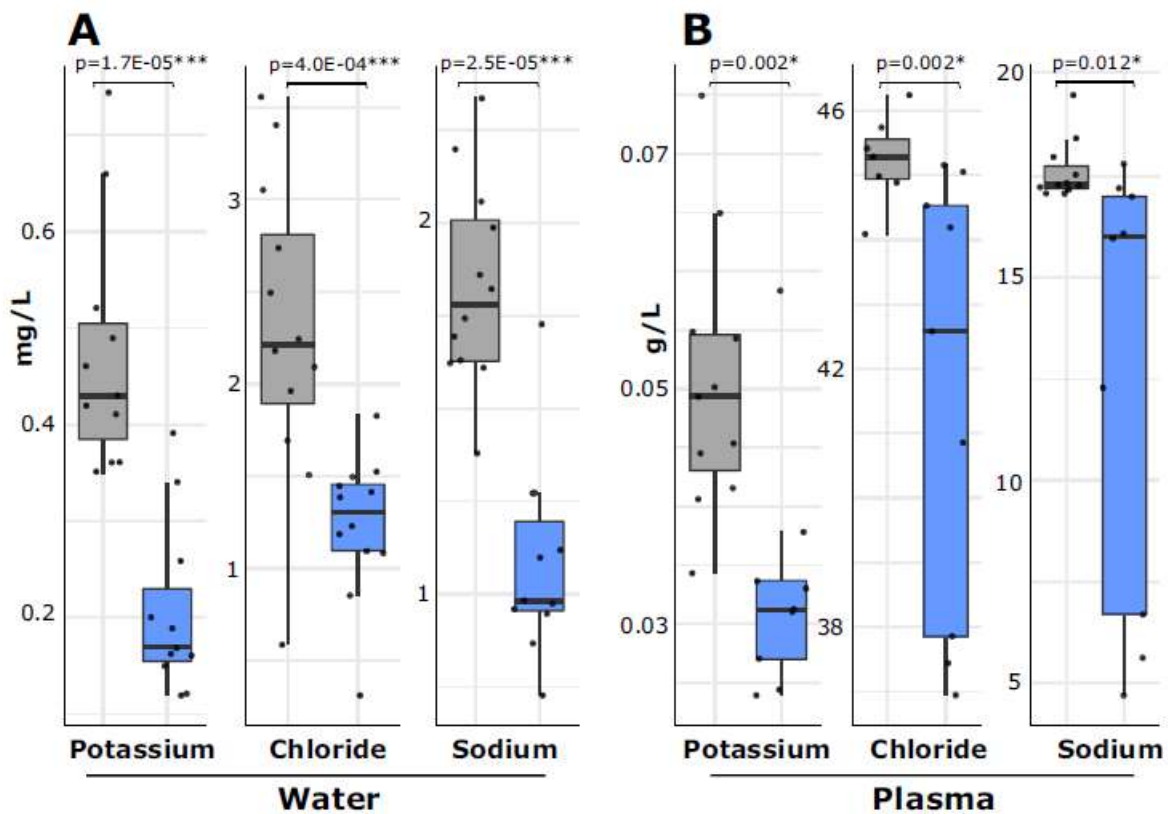 A
B
p=1.7E-05***
p=4.0E-04***
p=2.5E-05***
p=0.002*
p=0.002*
p=0.012*
mg/L
0.6
0.4
0.2
3
2
1
2
1
g/L
0.07
0.05
0.03
46
42
38
20
15
10
5
Potassium
Chloride
Sodium
Potassium
Chloride
Sodium
Water
Plasma